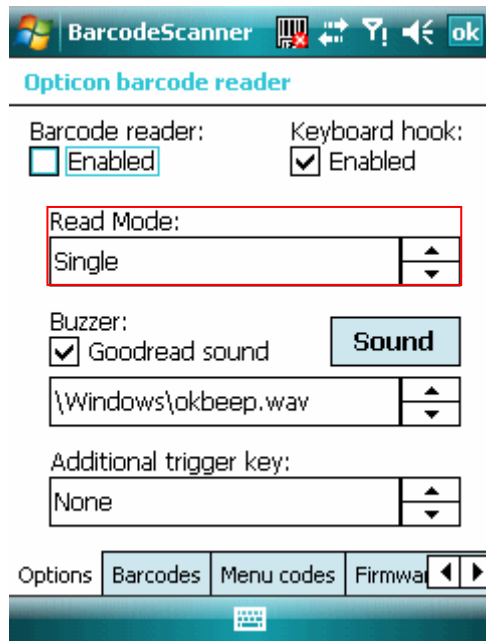 BarcodeScanner ok
Opticon barcode reader
Barcode reader: Keyboard hook:
Enabled Enabled
Read Mode:
Single
Buzzer:
Goodread sound Sound
\Windows\okbeep.wav
Additional trigger key:
None
Options Barcodes Menu codes